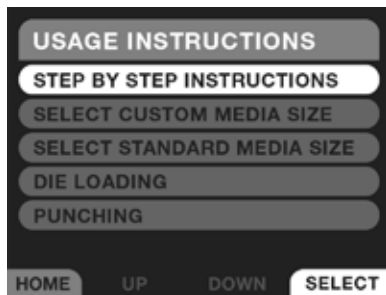 USAGE INSTRUCTIONS
STEP BY STEP INSTRUCTIONS
SELECT CUSTOM MEDIA SIZE
SELECT STANDARD MEDIA SIZE
DIE LOADING
PUNCHING
HOME UP DOWN SELECT